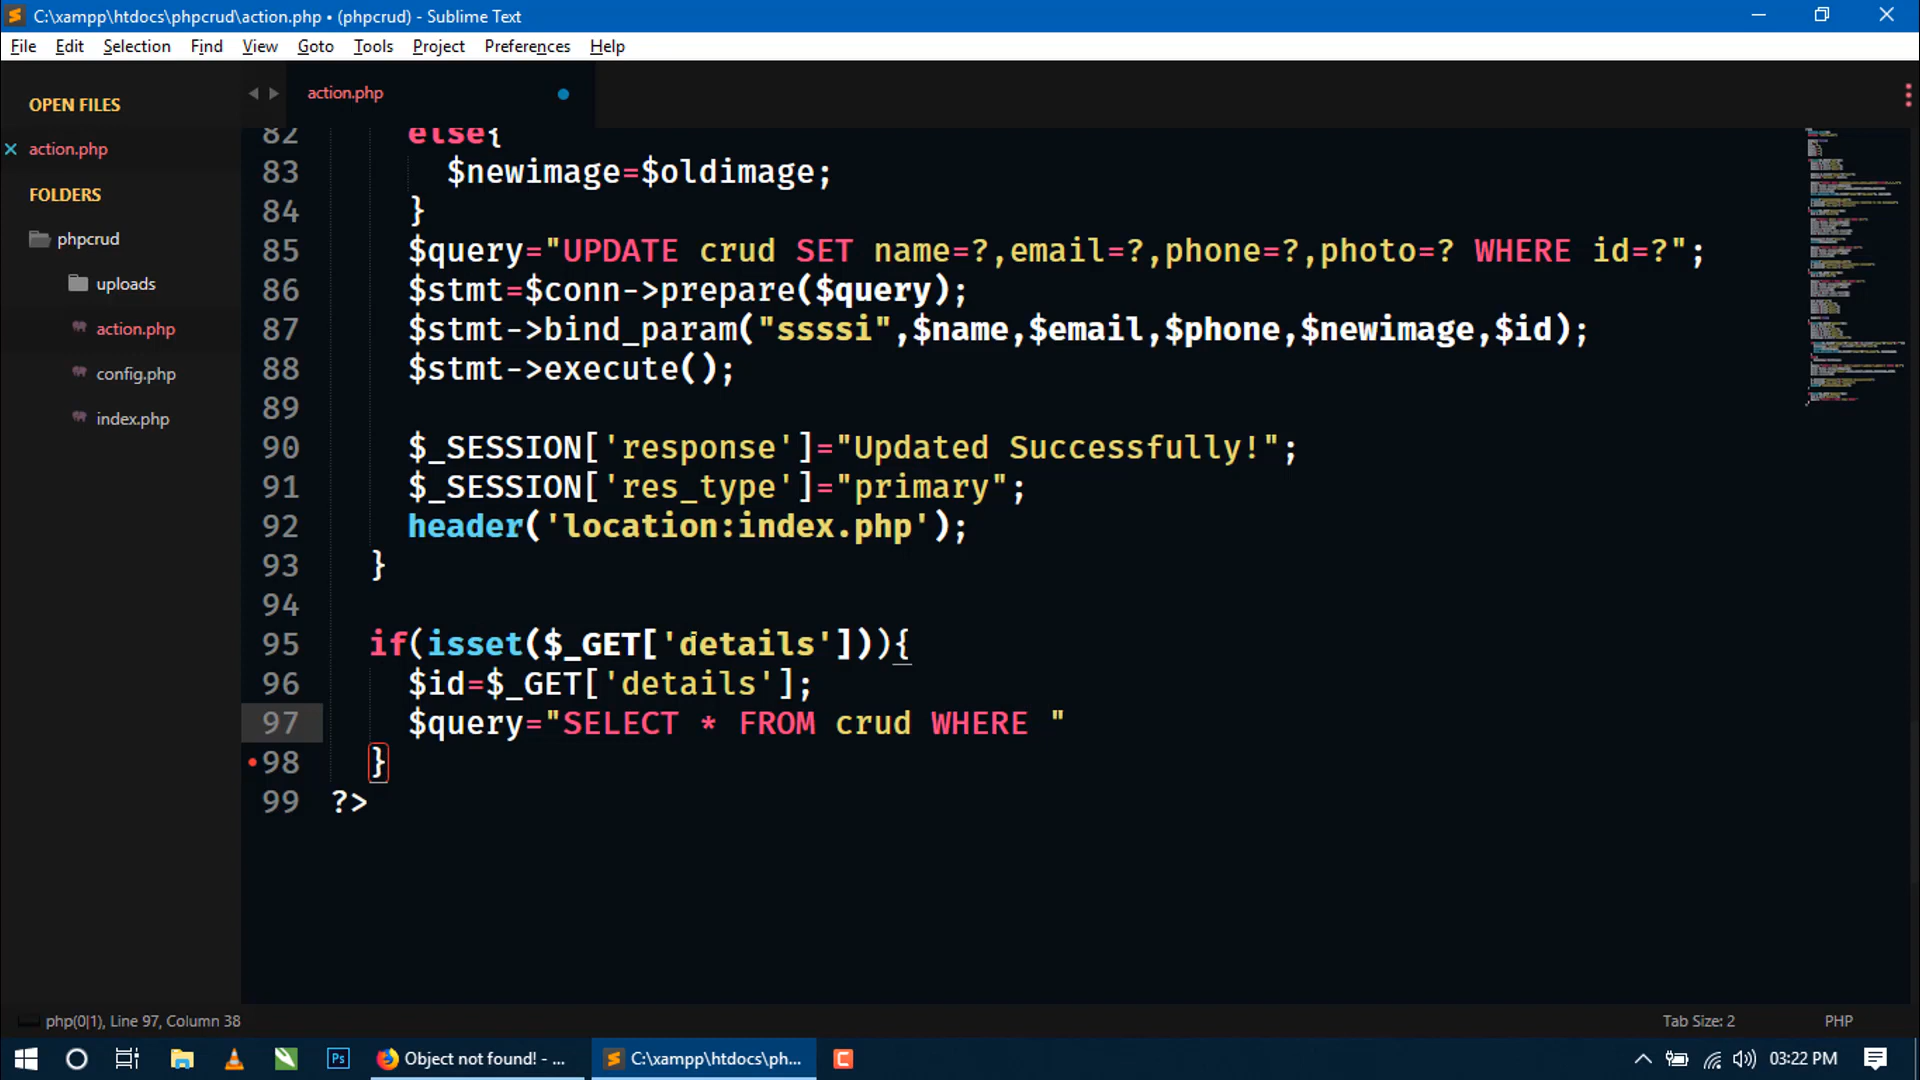 C:\xampp\htdocs\phpcrud\action.php • (phpcrud) - Sublime Text
File Edit Selection Find View Goto Tools Project Preferences Help
OPEN FILES
action.php
FOLDERS
phpcrud
uploads
action.php
config.php
index.php
action.php
82 else{
83 $newimage=$oldimage;
84 }
85 $query="UPDATE crud SET name=?,email=?,phone=?,photo=? WHERE id=?";
86 $stmt=$conn->prepare($query);
87 $stmt->bind_param("ssssi",$name,$email,$phone,$newimage,$id);
88 $stmt->execute();
89
90 $_SESSION['response']="Updated Successfully!";
91 $_SESSION['res_type']="primary";
92 header('location:index.php');
93 }
94
95 if(isset($_GET['details'])){
96 $id=$_GET['details'];
97 $query="SELECT * FROM crud WHERE "
98 }
99 ?>
php(0|1), Line 97, Column 38
Tab Size: 2
PHP
Ps
Object not found! - ...
C:\xampp\htdocs\ph...
C
03:22 PM